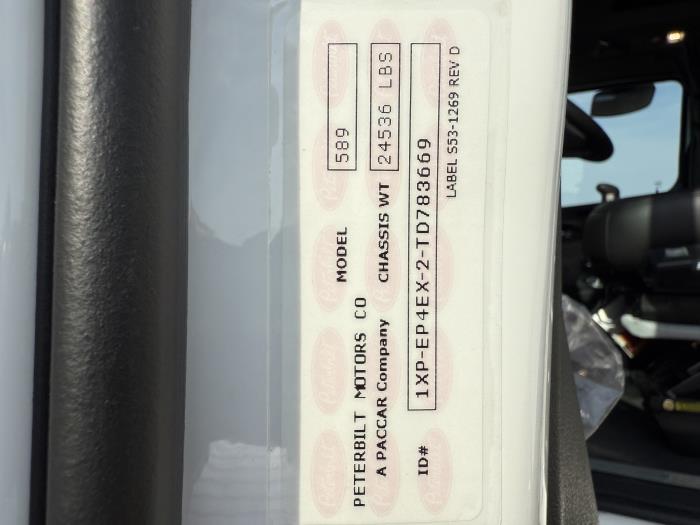 PETERBILT MOTORS CO MODEL 589
A PACCAR Company CHASSIS WT 24536 LBS
ID# 1XP-EP4EX-2-TD783669
LABEL S53-1269 REV D